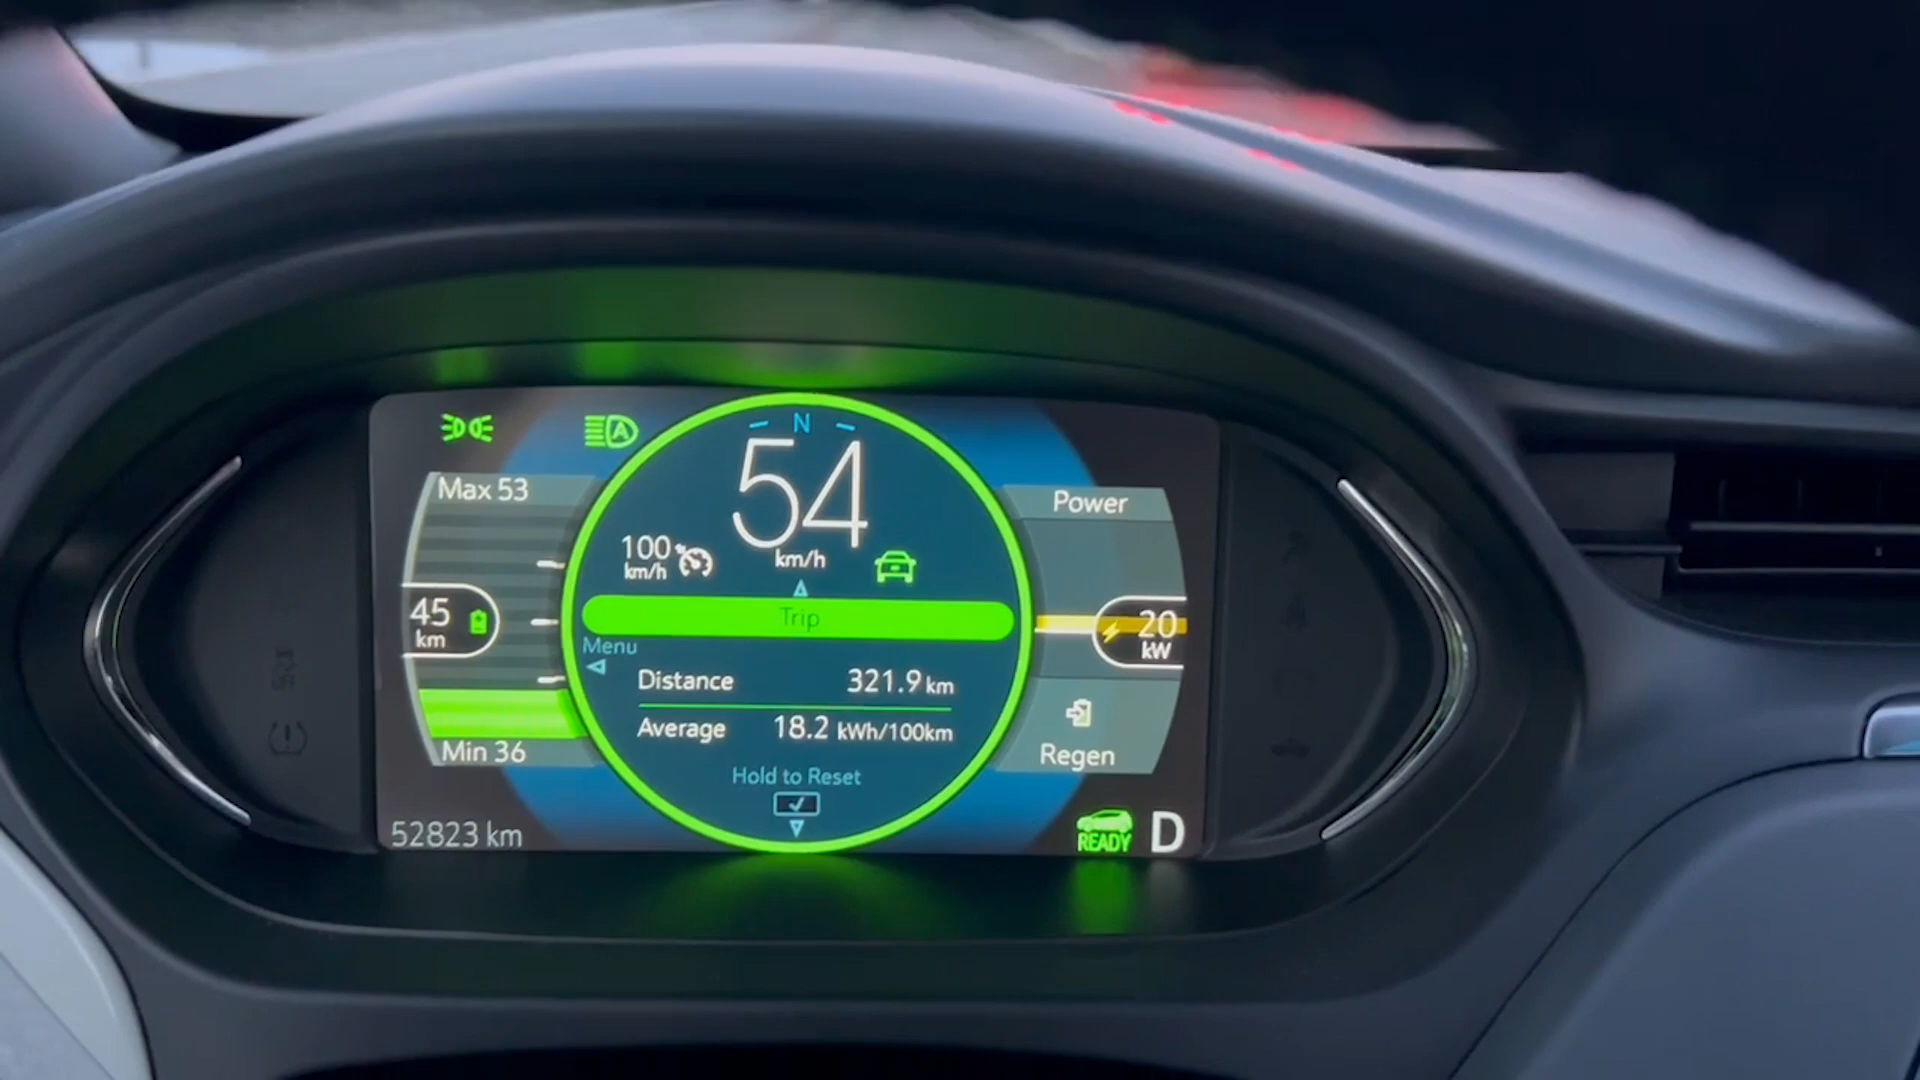 N
54
km/h
Max 53
Power
100
km/h
A
45
km
Trip
20
kW
Menu
Distance 321.9 km
Average 18.2 kWh/100km
Min 36
Regen
Hold to Reset
52823 km
READY D